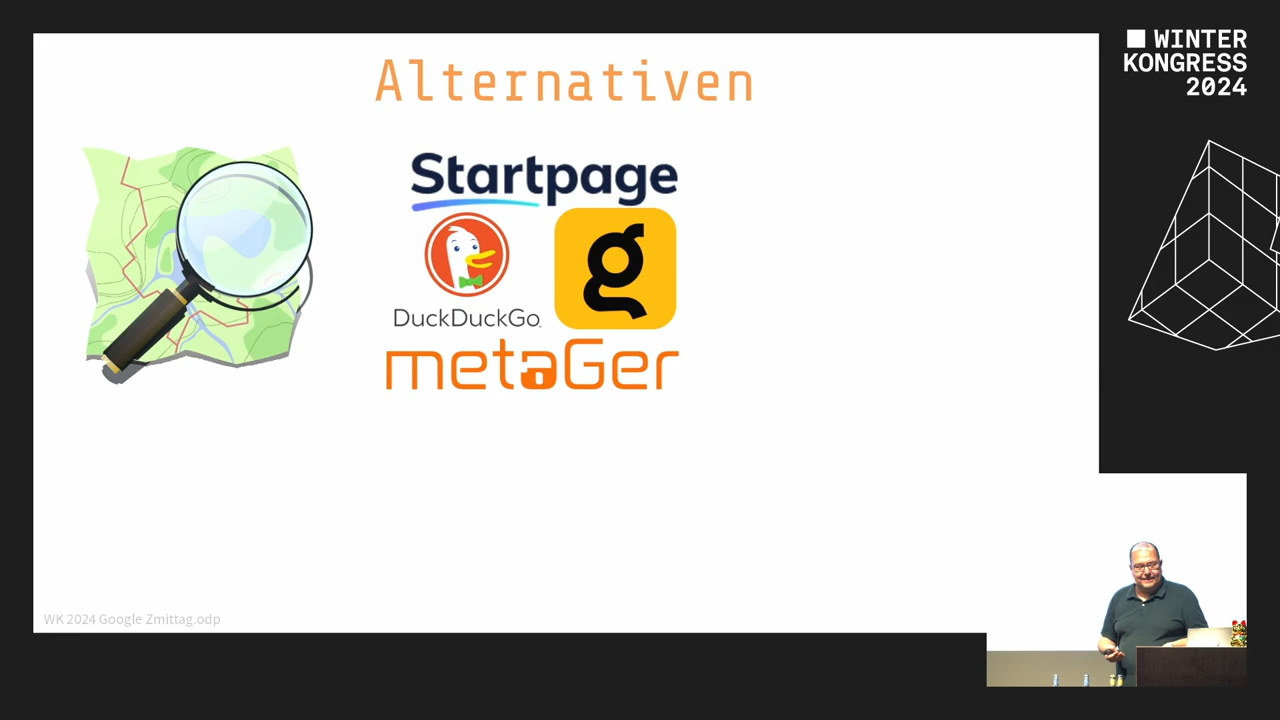 WINTER
KONGRESS
2024
Alternativen
Startpage
g
DuckDuckGo.
metaGer
WK 2024 Google Zmittag.odp